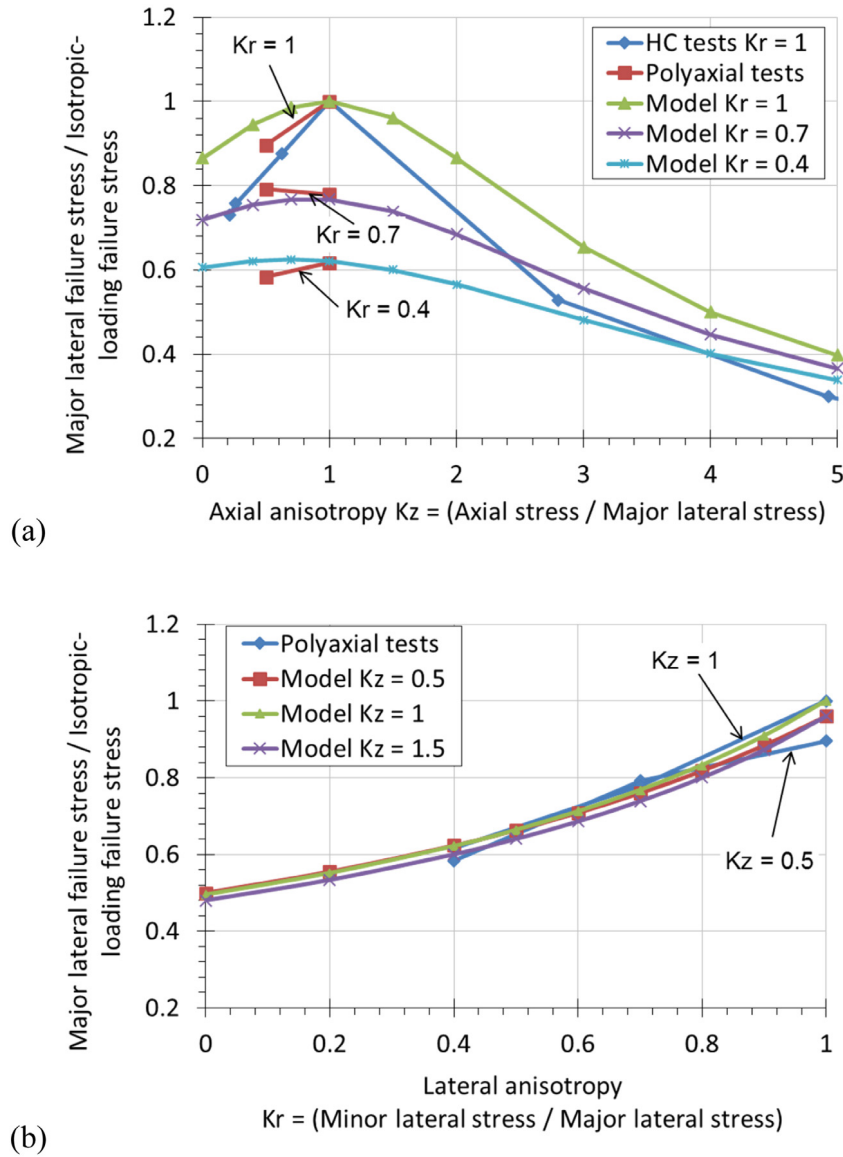 Major lateral failure stress / Isotropic-
loading failure stress
1.2
1
0.8
0.6
0.4
0.2
Kr = 1
Kr = 0.7
Kr = 0.4
HC tests Kr = 1
Polyaxial tests
Model Kr = 1
Model Kr = 0.7
Model Kr = 0.4
0 1 2 3 4 5
Axial anisotropy Kz = (Axial stress / Major lateral stress)
(a)
Major lateral failure stress / Isotropic-
loading failure stress
1.2
1
0.8
0.6
0.4
0.2
Polyaxial tests
Model Kz = 0.5
Model Kz = 1
Model Kz = 1.5
Kz = 1
Kz = 0.5
0 0.2 0.4 0.6 0.8 1
Lateral anisotropy
Kr = (Minor lateral stress / Major lateral stress)
(b)